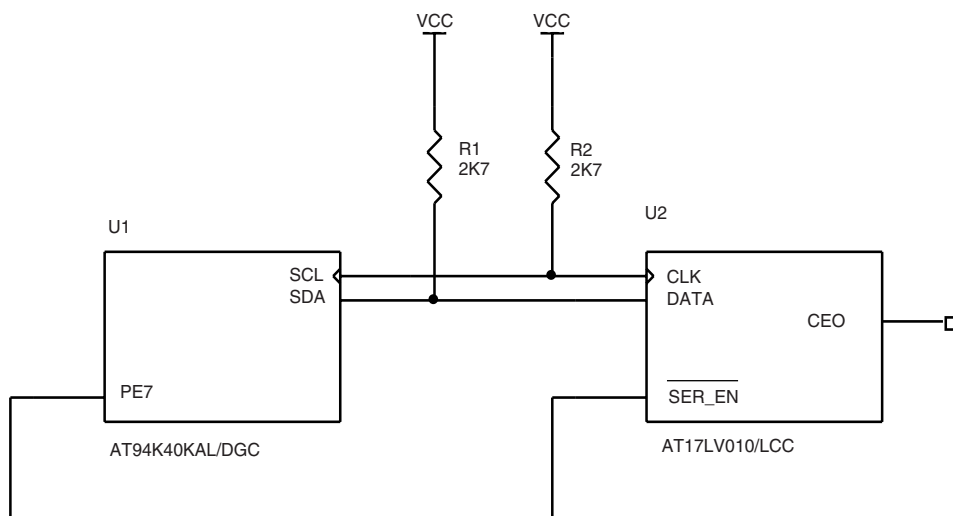 VCC
VCC
R1
2K7
R2
2K7
U1
U2
SCL
SDA
CLK
DATA
CEO
PE7
SER_EN
AT94K40KAL/DGC
AT17LV010/LCC